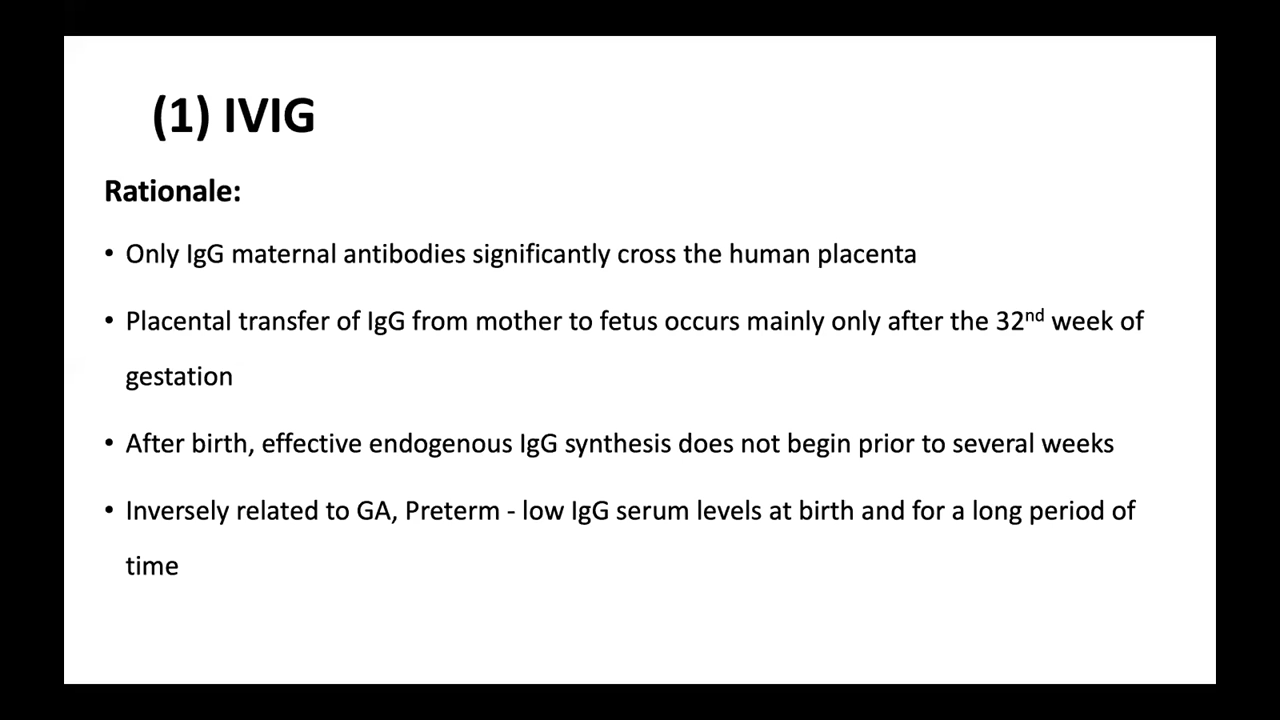 (1) IVIG
Rationale:
• Only IgG maternal antibodies significantly cross the human placenta
• Placental transfer of IgG from mother to fetus occurs mainly only after the 32nd week of
gestation
• After birth, effective endogenous IgG synthesis does not begin prior to several weeks
• Inversely related to GA, Preterm - low IgG serum levels at birth and for a long period of
time